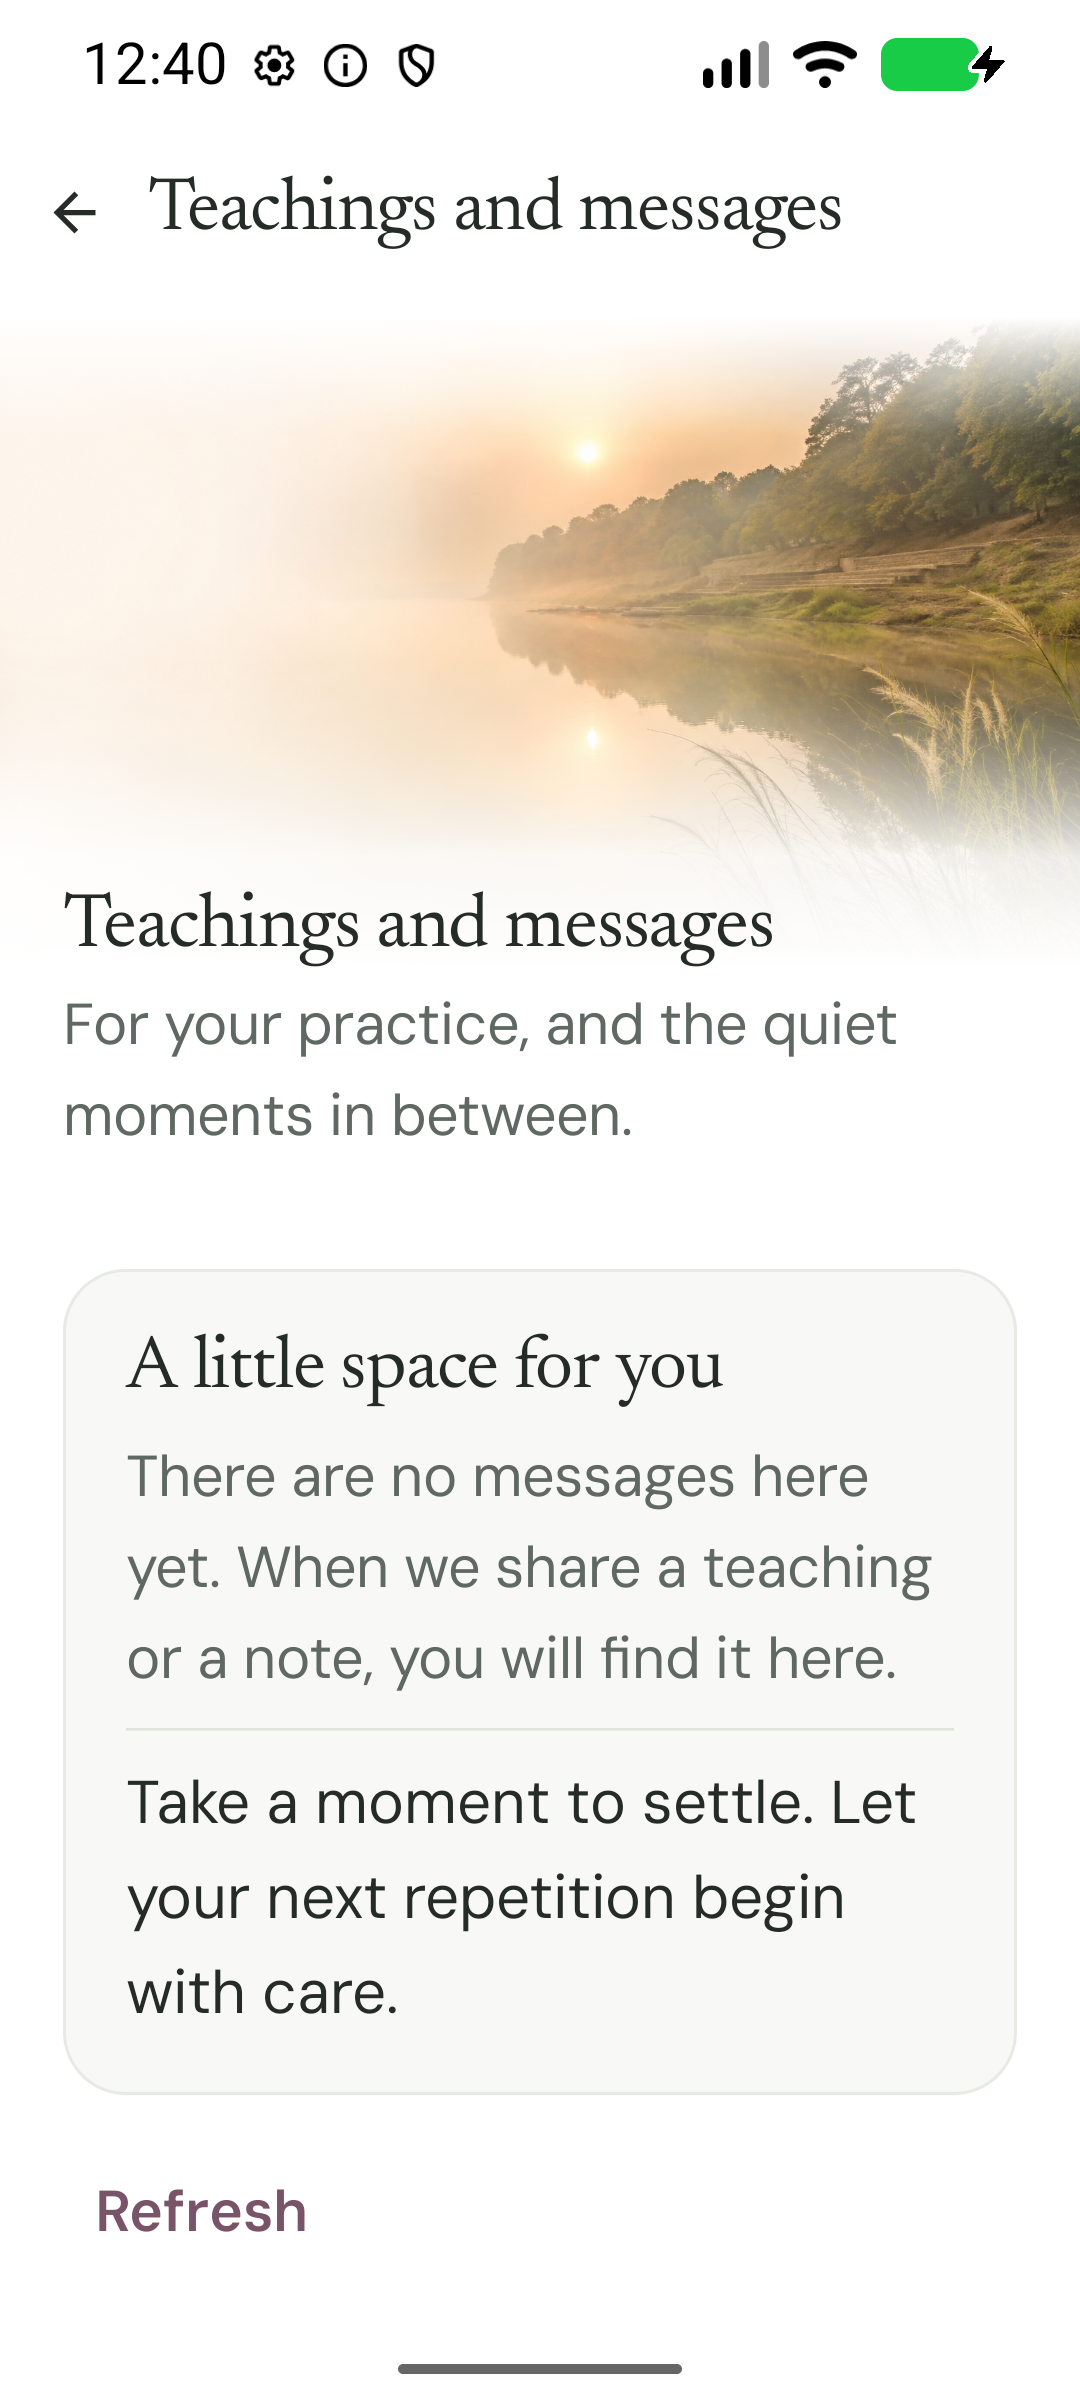 12:40
Teachings and messages
Teachings and messages
For your practice, and the quiet
moments in between.
A little space for you
There are no messages here
yet. When we share a teaching
or a note, you will find it here.
Take a moment to settle. Let
your next repetition begin
with care.
Refresh